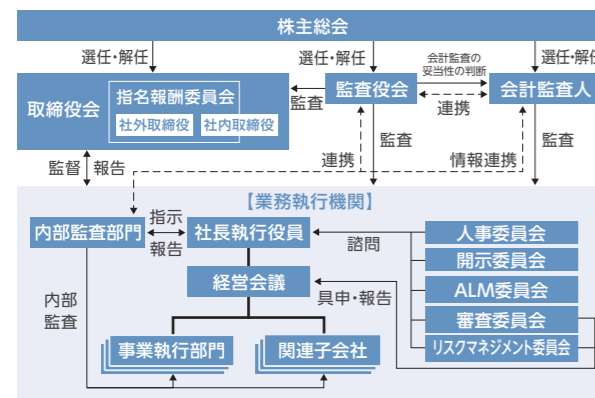 株主総会
選任・解任
選任・解任
会計監査の
妥当性の判断
選任・解
取締役会
指名報酬委員会
社外取締役
社内取締役
監査
監査役会
連携
会計監査人
監督
報告
連携
監査
情報連携
監査
【業務執行機関】
内部監査部門
指示
報告
社長執行役員
諮問
人事委員会
開示委員会
経営会議
具申・報告
ALM委員会
内部
監査
審査委員会
事業執行部門
関連子会社
リスクマネジメント委員会